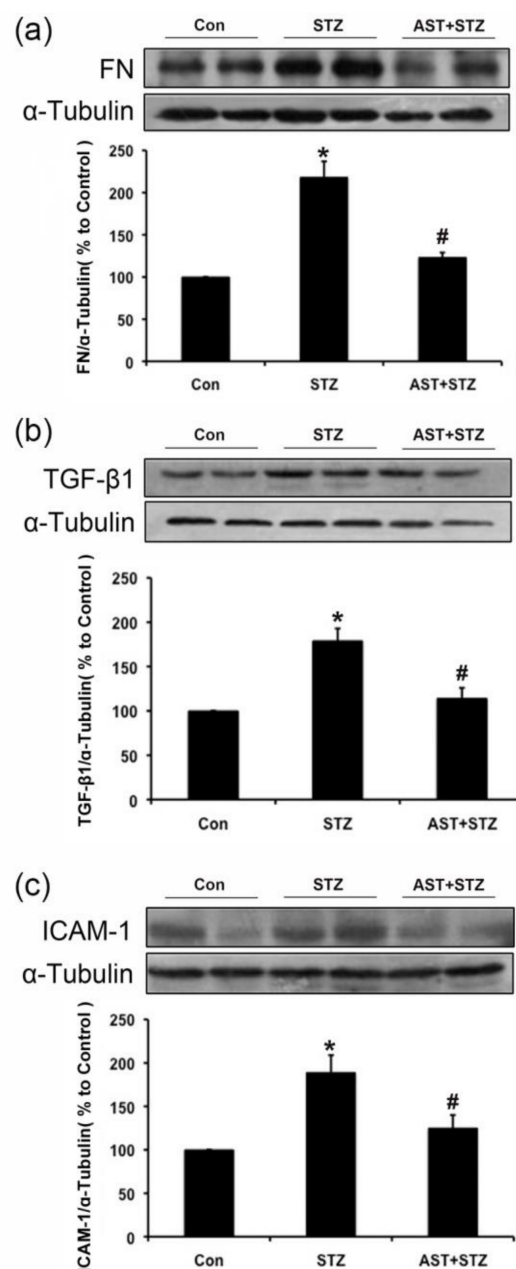 (a)
Con STZ AST+STZ
FN
α-Tubulin
FN/α-Tubulin( % to Control )
250
200
150
100
50
0
*
#
Con STZ AST+STZ
(b)
Con STZ AST+STZ
TGF-β1
α-Tubulin
TGF-β1/α-Tubulin( % to Control )
250
200
150
100
50
0
*
#
Con STZ AST+STZ
(c)
Con STZ AST+STZ
ICAM-1
α-Tubulin
ICAM-1/α-Tubulin( % to Control )
250
200
150
100
50
0
*
#
Con STZ AST+STZ